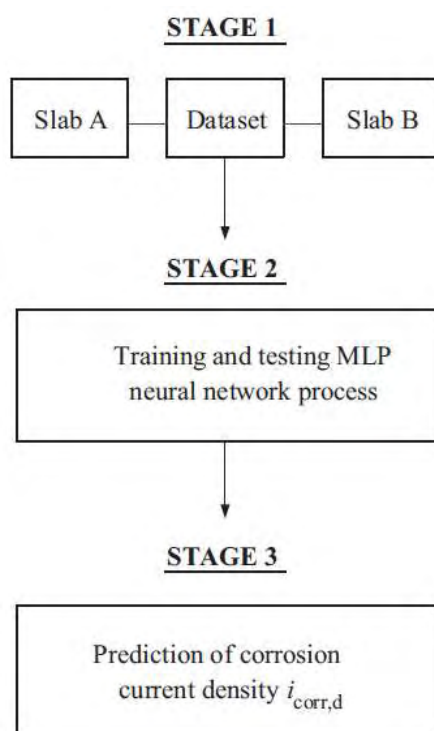 STAGE 1
Slab A
Dataset
Slab B
STAGE 2
Training and testing MLP
neural network process
STAGE 3
Prediction of corrosion
current density i_corr,d